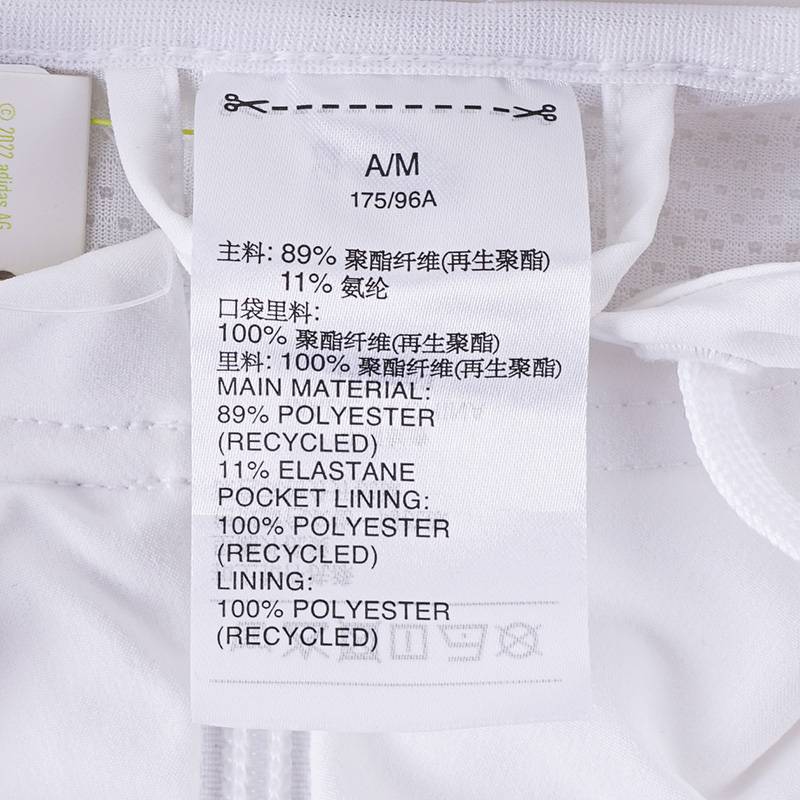 © 2022 adidas AG
A/M
175/96A
主料: 89% 聚酯纤维(再生聚酯)
11% 氨纶
口袋里料:
100% 聚酯纤维(再生聚酯)
里料: 100% 聚酯纤维(再生聚酯)
MAIN MATERIAL:
89% POLYESTER
(RECYCLED)
11% ELASTANE
POCKET LINING:
100% POLYESTER
(RECYCLED)
LINING:
100% POLYESTER
(RECYCLED)